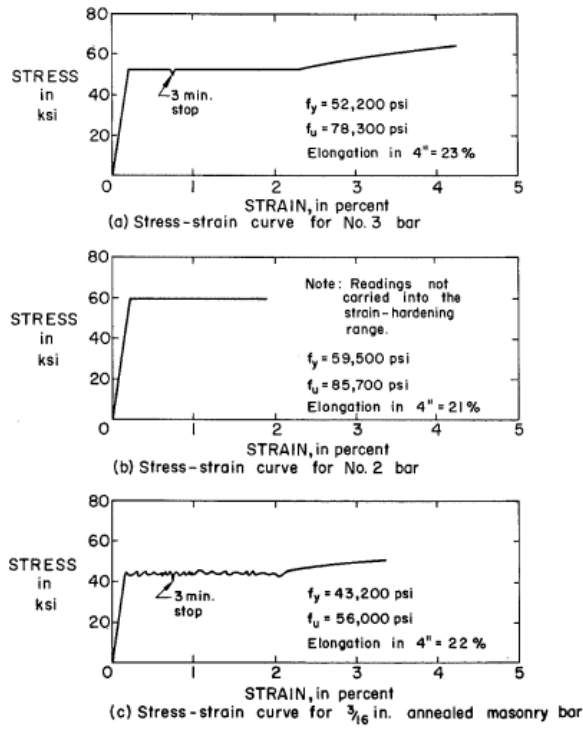 80
60
40
20
0
STRESS
in
ksi
3 min.
stop
fy = 52,200 psi
fu = 78,300 psi
Elongation in 4" = 23 %
1 2 3 4 5
STRAIN, in percent
(a) Stress-strain curve for No. 3 bar
80
60
40
20
0
STRESS
in
ksi
Note: Readings not
carried into the
strain-hardening
range.
fy = 59,500 psi
fu = 85,700 psi
Elongation in 4" = 21 %
1 2 3 4 5
STRAIN, in percent
(b) Stress-strain curve for No. 2 bar
80
60
40
20
0
STRESS
in
ksi
3 min.
stop
fy = 43,200 psi
fu = 56,000 psi
Elongation in 4" = 22 %
1 2 3 4 5
STRAIN, in percent
(c) Stress-strain curve for 3/16 in. annealed masonry bar